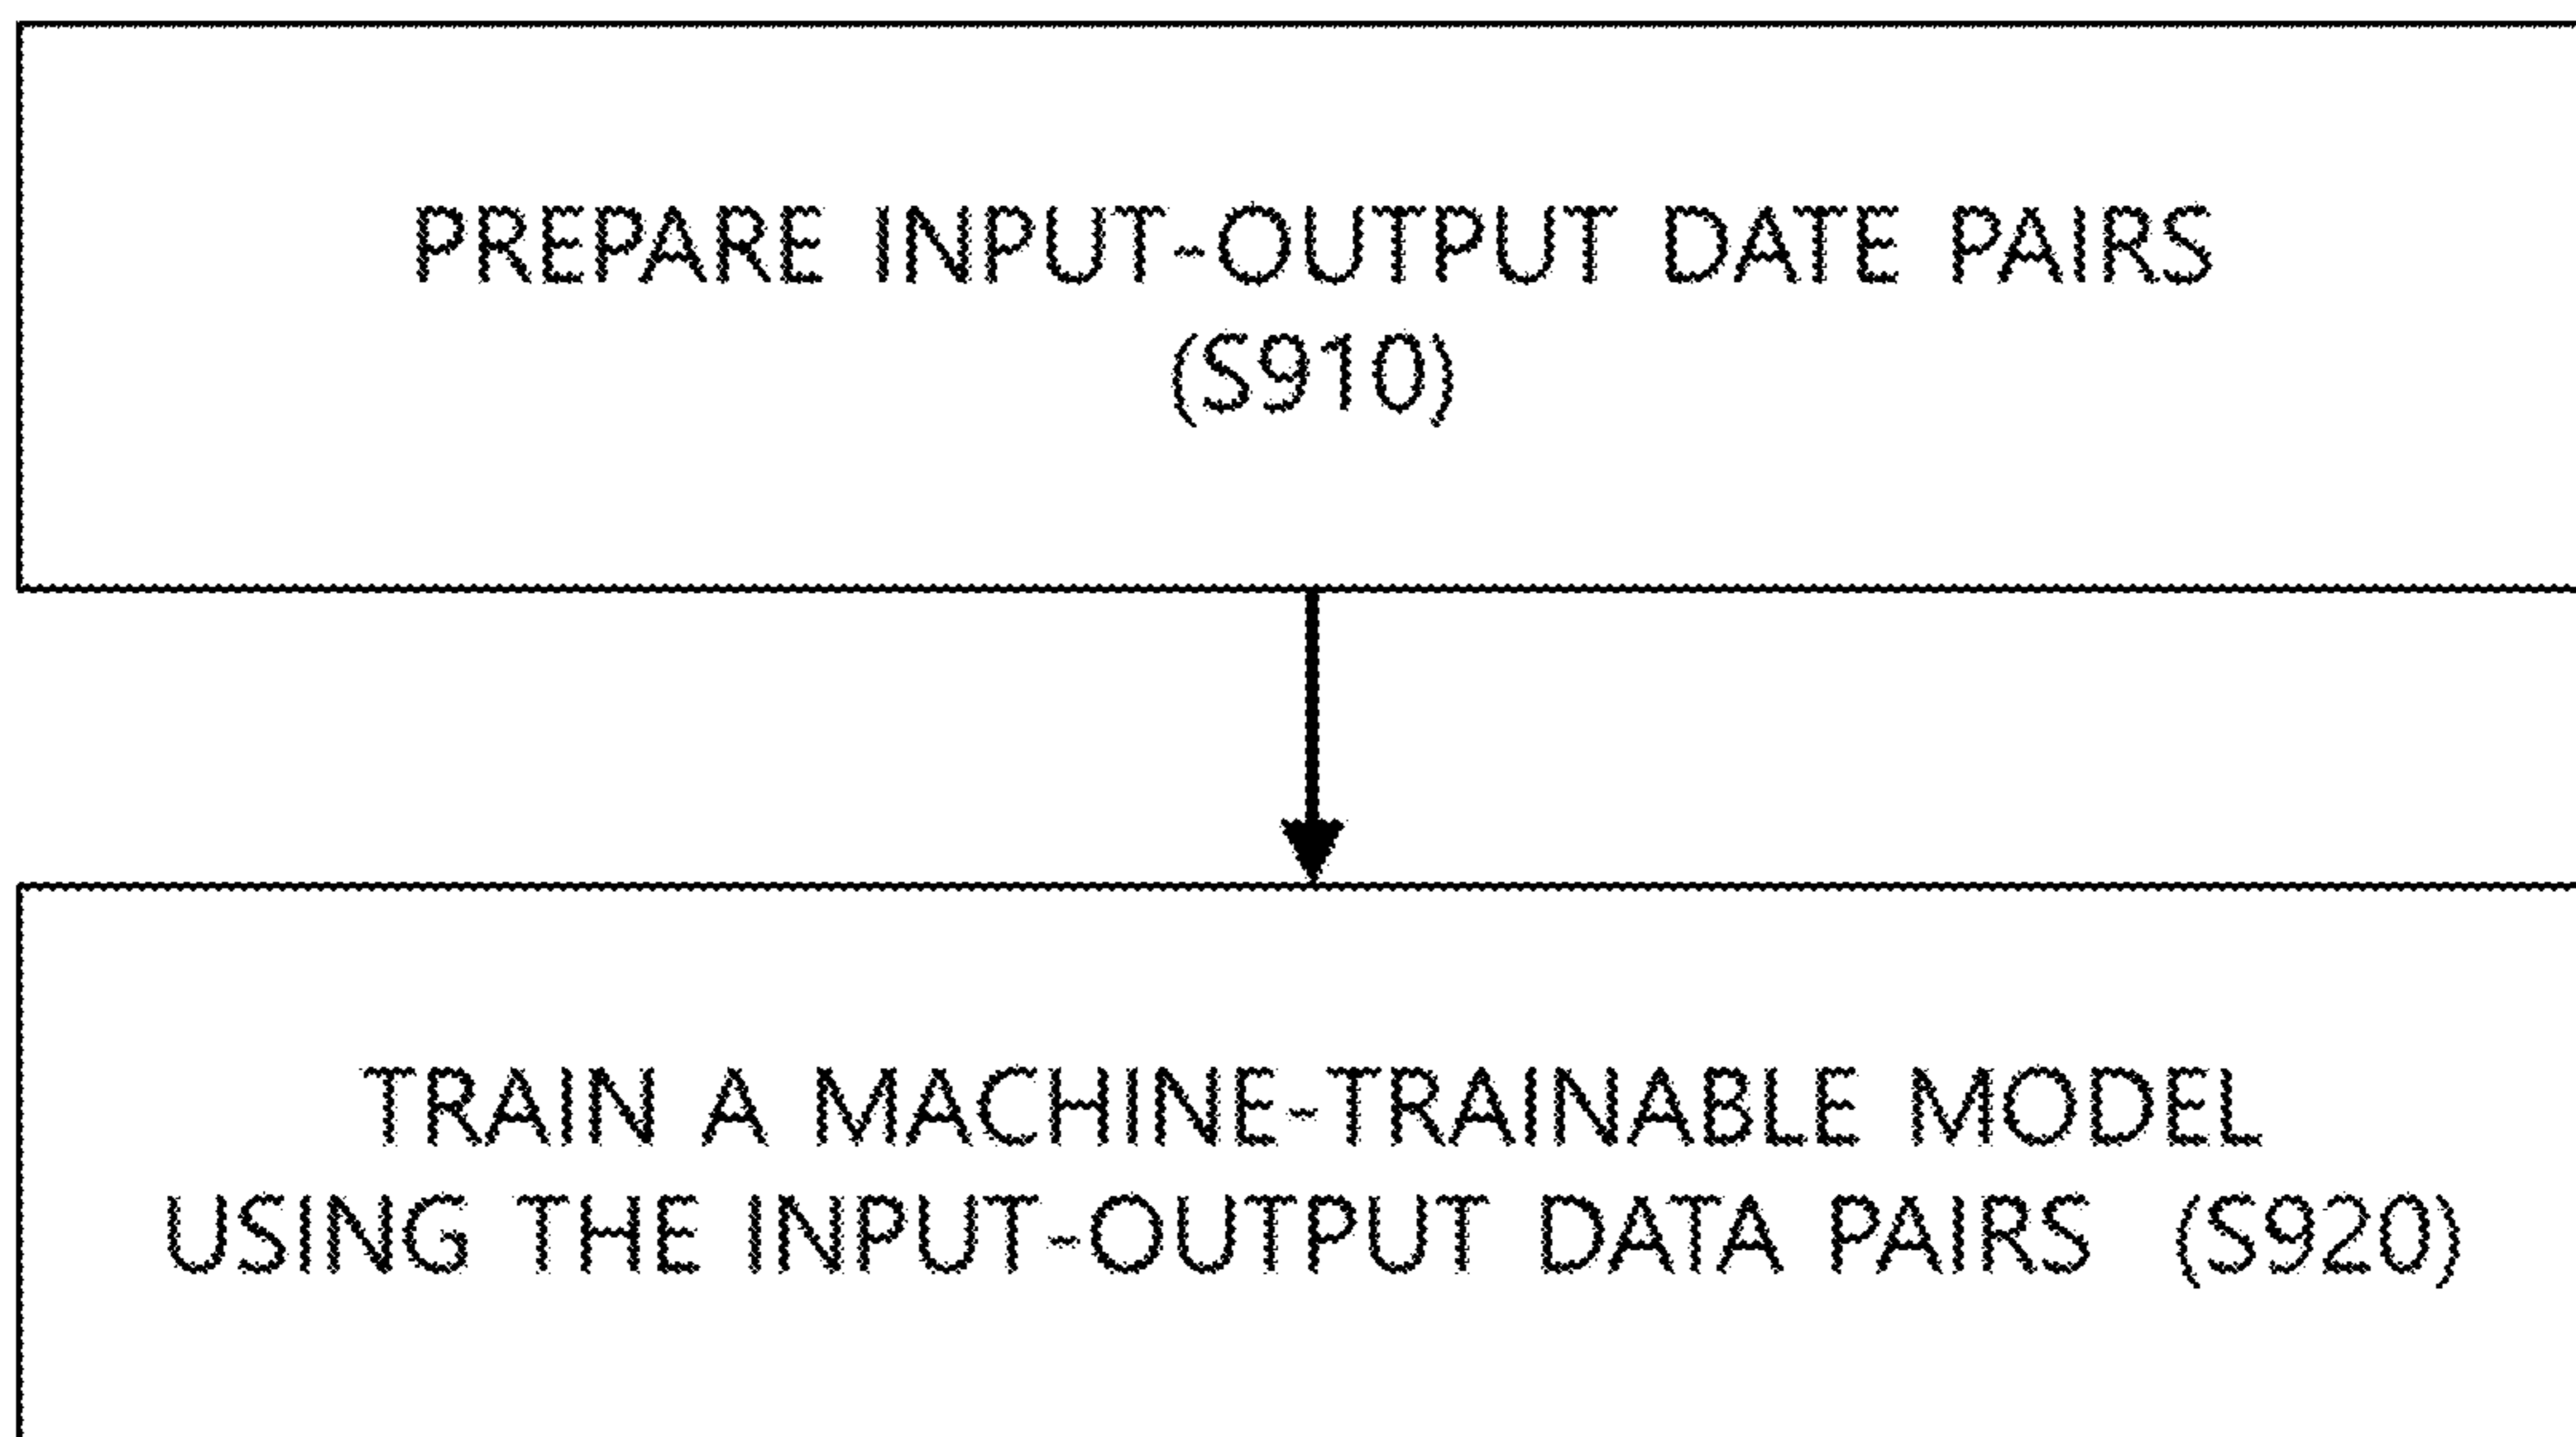 PREPARE INPUT-OUTPUT DATE PAIRS
(S910)
TRAIN A MACHINE-TRAINABLE MODEL
USING THE INPUT-OUTPUT DATA PAIRS (S920)